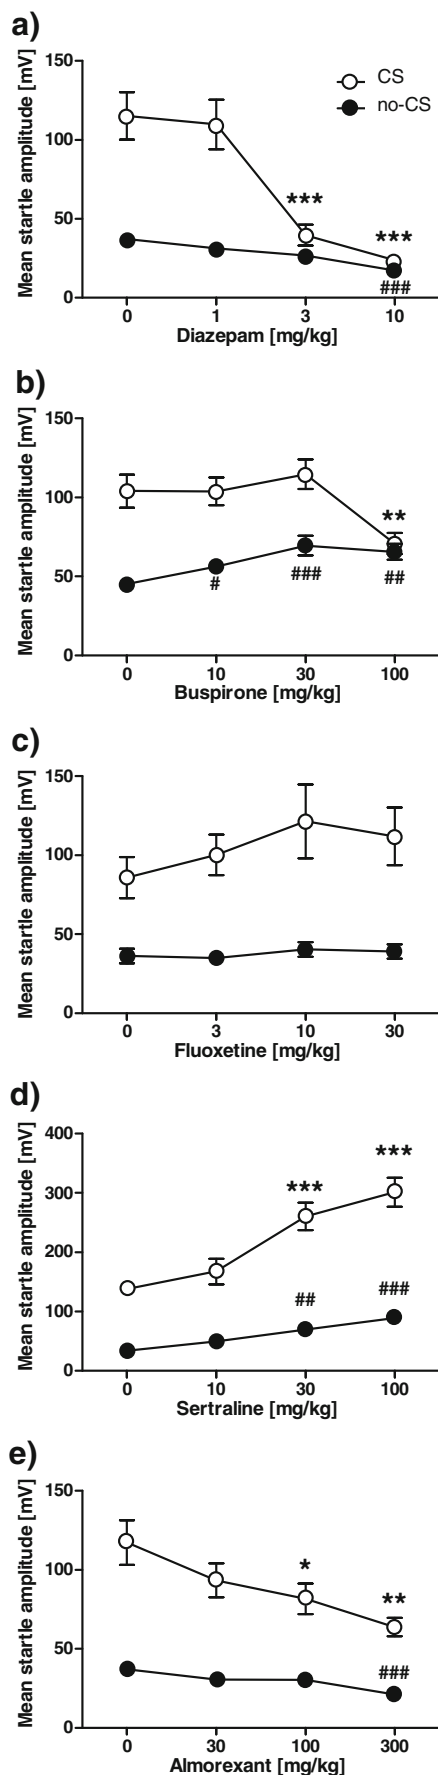 a)
Mean startle amplitude [mV]
150
100
50
0
CS
no-CS
***
***
###
0 1 3 10
Diazepam [mg/kg]
b)
Mean startle amplitude [mV]
150
100
50
0
**
# ### ##
0 10 30 100
Buspirone [mg/kg]
c)
Mean startle amplitude [mV]
150
100
50
0
0 3 10 30
Fluoxetine [mg/kg]
d)
Mean startle amplitude [mV]
400
300
200
100
0
***
***
##
###
0 10 30 100
Sertraline [mg/kg]
e)
Mean startle amplitude [mV]
150
100
50
0
*
**
###
0 30 100 300
Almorexant [mg/kg]